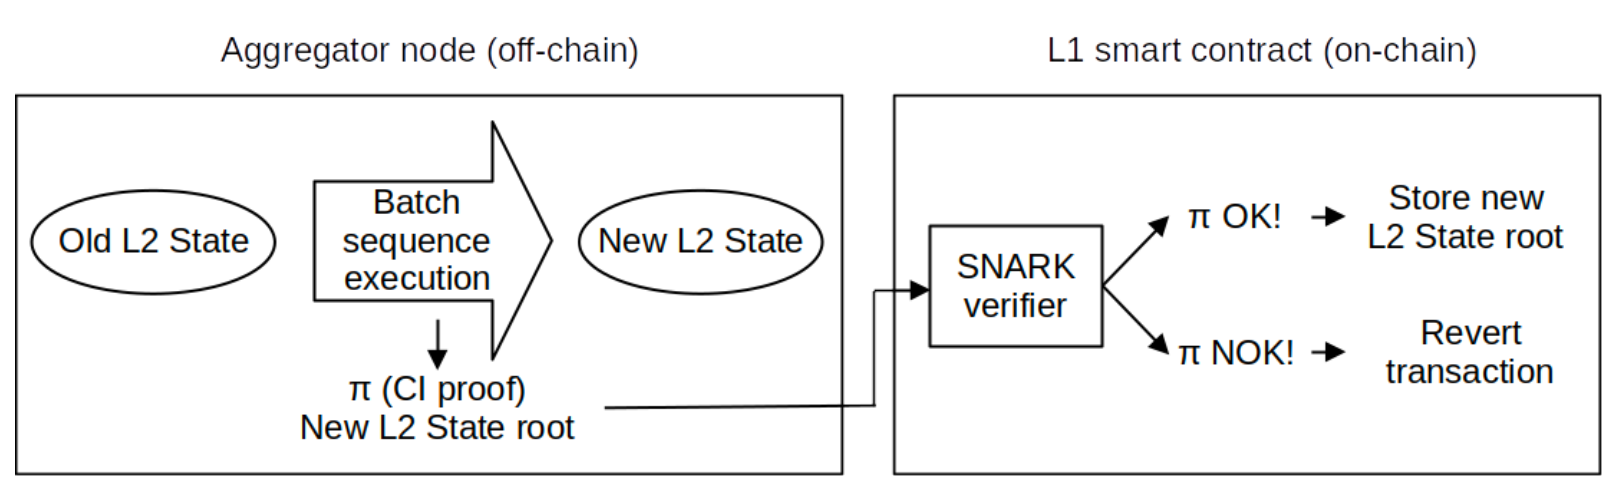 Aggregator node (off-chain)
L1 smart contract (on-chain)
Old L2 State
Batch
sequence
execution
New L2 State
π (CI proof)
New L2 State root
SNARK
verifier
π OK!
Store new
L2 State root
π NOK!
Revert
transaction